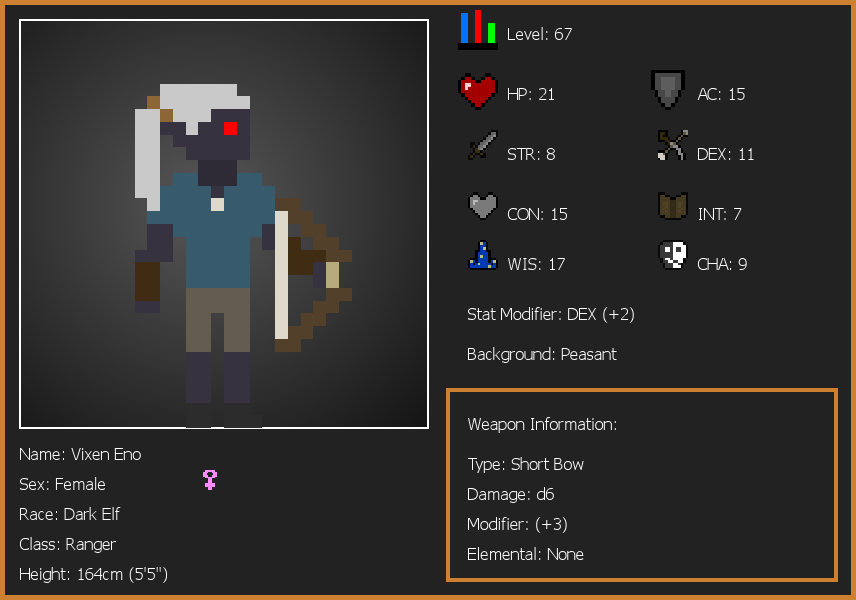 Level: 67
HP: 21
AC: 15
STR: 8
DEX: 11
CON: 15
INT: 7
WIS: 17
CHA: 9
Stat Modifier: DEX (+2)
Background: Peasant
Weapon Information:
Type: Short Bow
Damage: d6
Modifier: (+3)
Elemental: None
Name: Vixen Eno
Sex: Female
Race: Dark Elf
Class: Ranger
Height: 164cm (5'5")